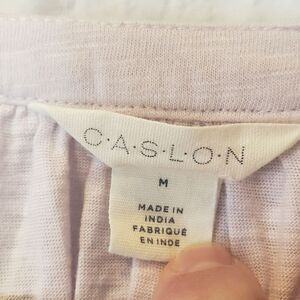 C·A·S·L·O·N
M
MADE IN
INDIA
FABRIQUÉ
EN INDE